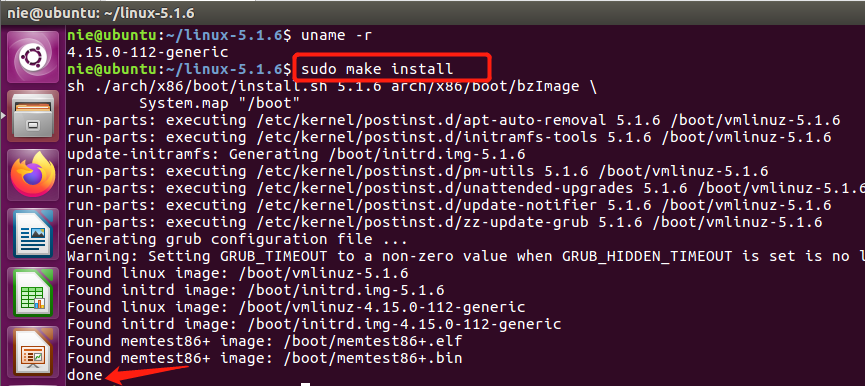 nie@ubuntu: ~/linux-5.1.6
nie@ubuntu:~/linux-5.1.6$ uname -r
4.15.0-112-generic
nie@ubuntu:~/linux-5.1.6$ sudo make install
sh ./arch/x86/boot/install.sh 5.1.6 arch/x86/boot/bzImage \
System.map "/boot"
run-parts: executing /etc/kernel/postinst.d/apt-auto-removal 5.1.6 /boot/vmlinuz-5.1.6
run-parts: executing /etc/kernel/postinst.d/initramfs-tools 5.1.6 /boot/vmlinuz-5.1.6
update-initramfs: Generating /boot/initrd.img-5.1.6
run-parts: executing /etc/kernel/postinst.d/pm-utils 5.1.6 /boot/vmlinuz-5.1.6
run-parts: executing /etc/kernel/postinst.d/unattended-upgrades 5.1.6 /boot/vmlinuz-5.1.6
run-parts: executing /etc/kernel/postinst.d/update-notifier 5.1.6 /boot/vmlinuz-5.1.6
run-parts: executing /etc/kernel/postinst.d/zz-update-grub 5.1.6 /boot/vmlinuz-5.1.6
Generating grub configuration file ...
Warning: Setting GRUB_TIMEOUT to a non-zero value when GRUB_HIDDEN_TIMEOUT is set is no l
Found linux image: /boot/vmlinuz-5.1.6
Found initrd image: /boot/initrd.img-5.1.6
Found linux image: /boot/vmlinuz-4.15.0-112-generic
Found initrd image: /boot/initrd.img-4.15.0-112-generic
Found memtest86+ image: /boot/memtest86+.elf
Found memtest86+ image: /boot/memtest86+.bin
done